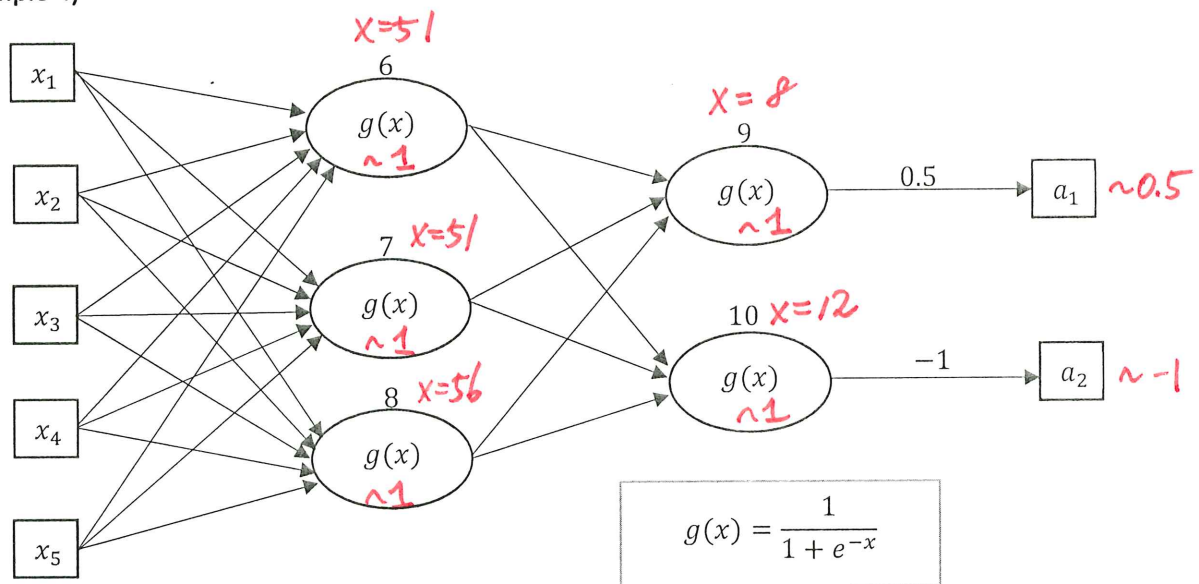 x=51
x₁
6
g(x)
~1
x=8
9
g(x)
~1
0.5
a₁
~0.5
x₂
7
x=51
g(x)
~1
x₃
10
x=12
g(x)
~1
−1
a₂
~-1
8
x=56
g(x)
~1
x₄
x₅
g(x) = 1 / (1 + e⁻ˣ)